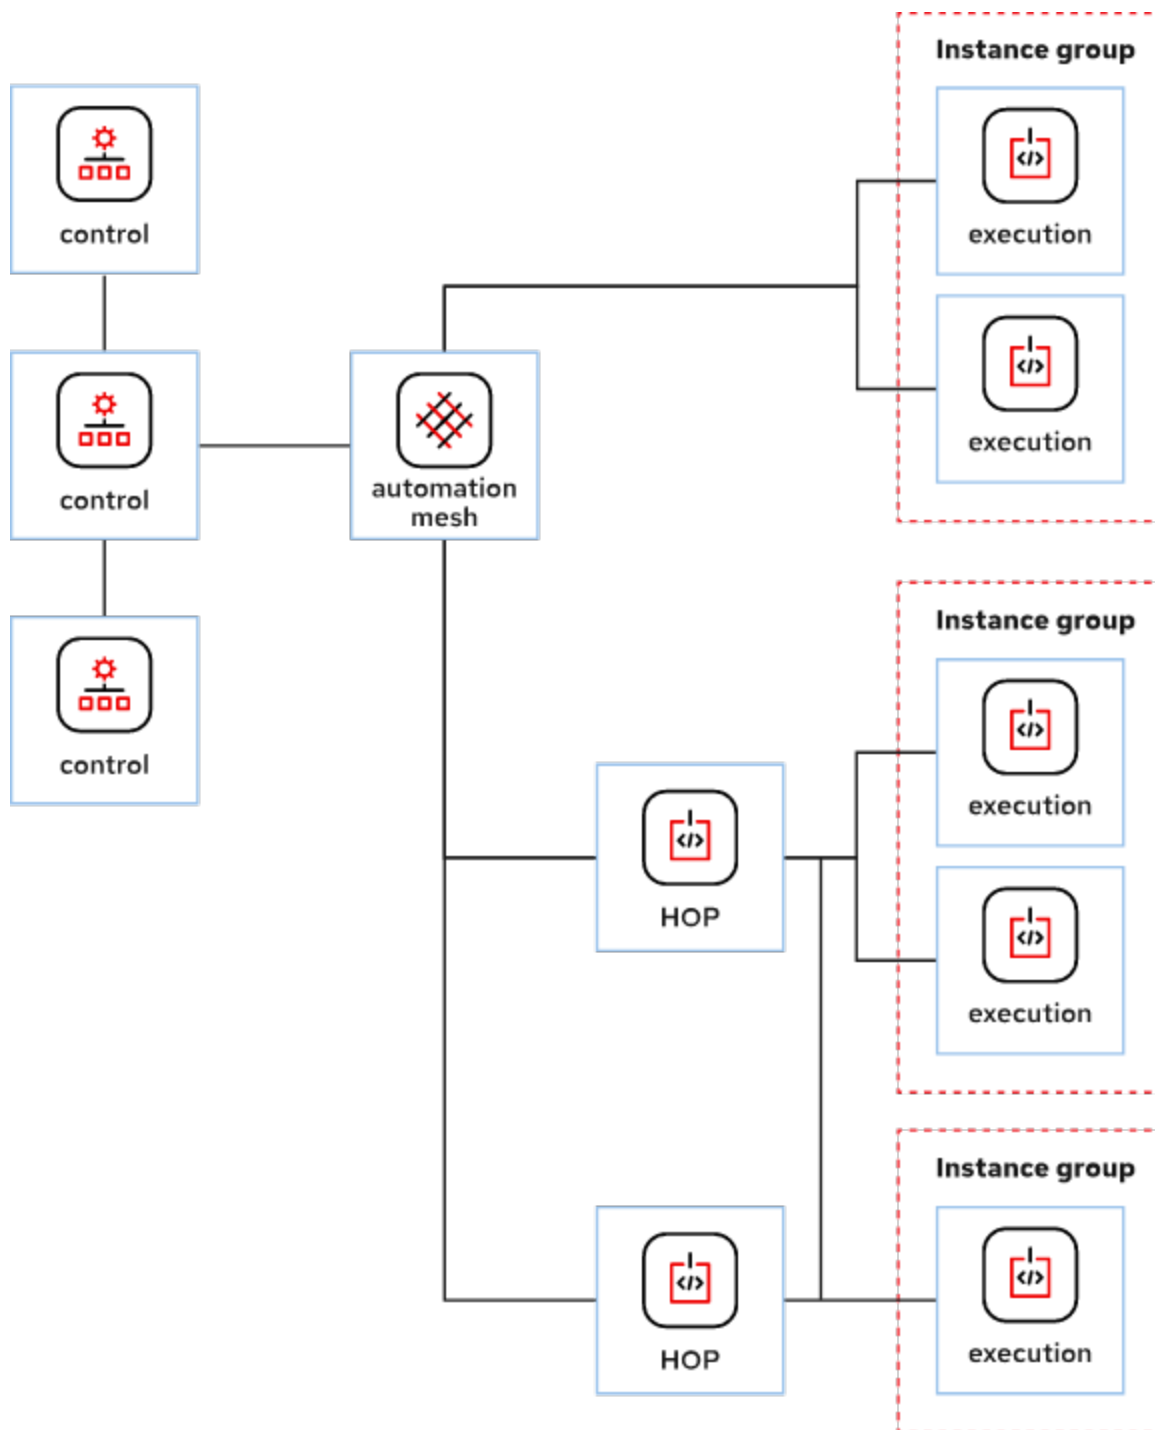 Instance group
control
execution
execution
control
automation
mesh
control
Instance group
execution
HOP
execution
Instance group
execution
HOP